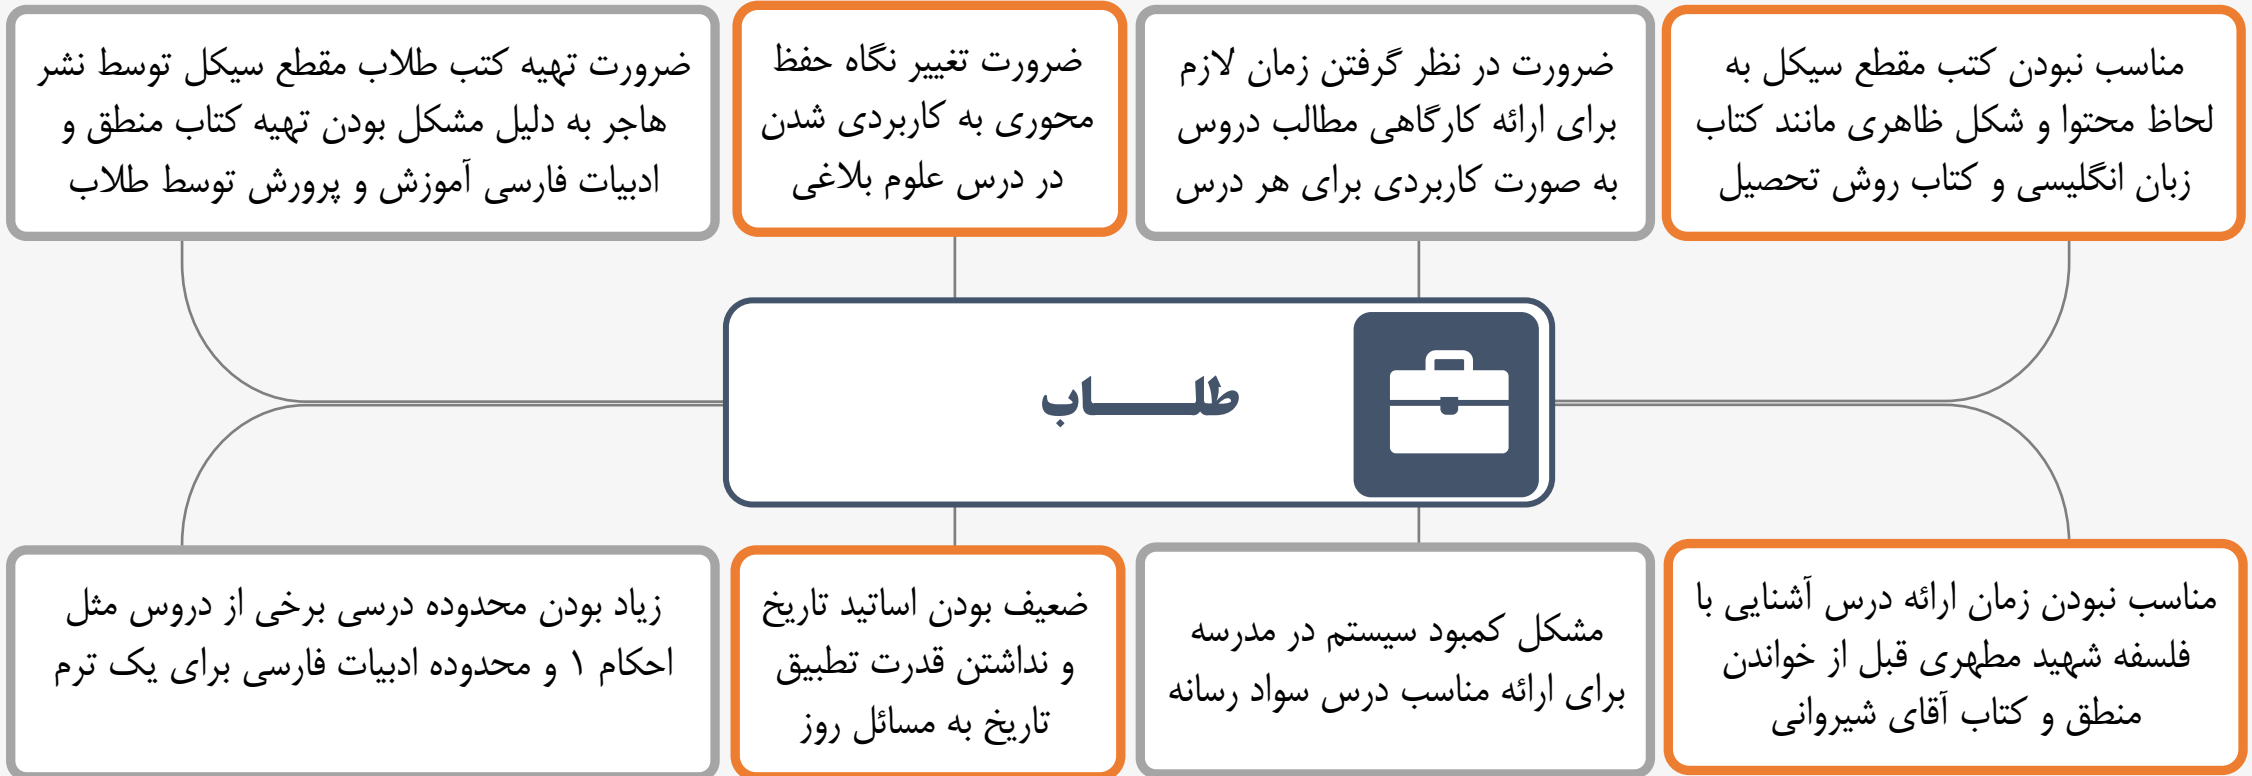 مناسب نبودن کتب مقطع سیکل به
لحاظ محتوا و شکل ظاهری مانند کتاب
زبان انگلیسی و کتاب روش تحصیل
ضرورت در نظر گرفتن زمان لازم
برای ارائه کارگاهی مطالب دروس
به صورت کاربردی برای هر درس
ضرورت تغییر نگاه حفظ
محوری به کاربردی شدن
در درس علوم بلاغی
ضرورت تهیه کتب طلاب مقطع سیکل توسط نشر
هاجر به دلیل مشکل بودن تهیه کتاب منطق و
ادبیات فارسی آموزش و پرورش توسط طلاب
طلـــــاب
مناسب نبودن زمان ارائه درس آشنایی با
فلسفه شهید مطهری قبل از خواندن
منطق و کتاب آقای شیروانی
مشکل کمبود سیستم در مدرسه
برای ارائه مناسب درس سواد رسانه
ضعیف بودن اساتید تاریخ
و نداشتن قدرت تطبیق
تاریخ به مسائل روز
زیاد بودن محدوده درسی برخی از دروس مثل
احکام ۱ و محدوده ادبیات فارسی برای یک ترم